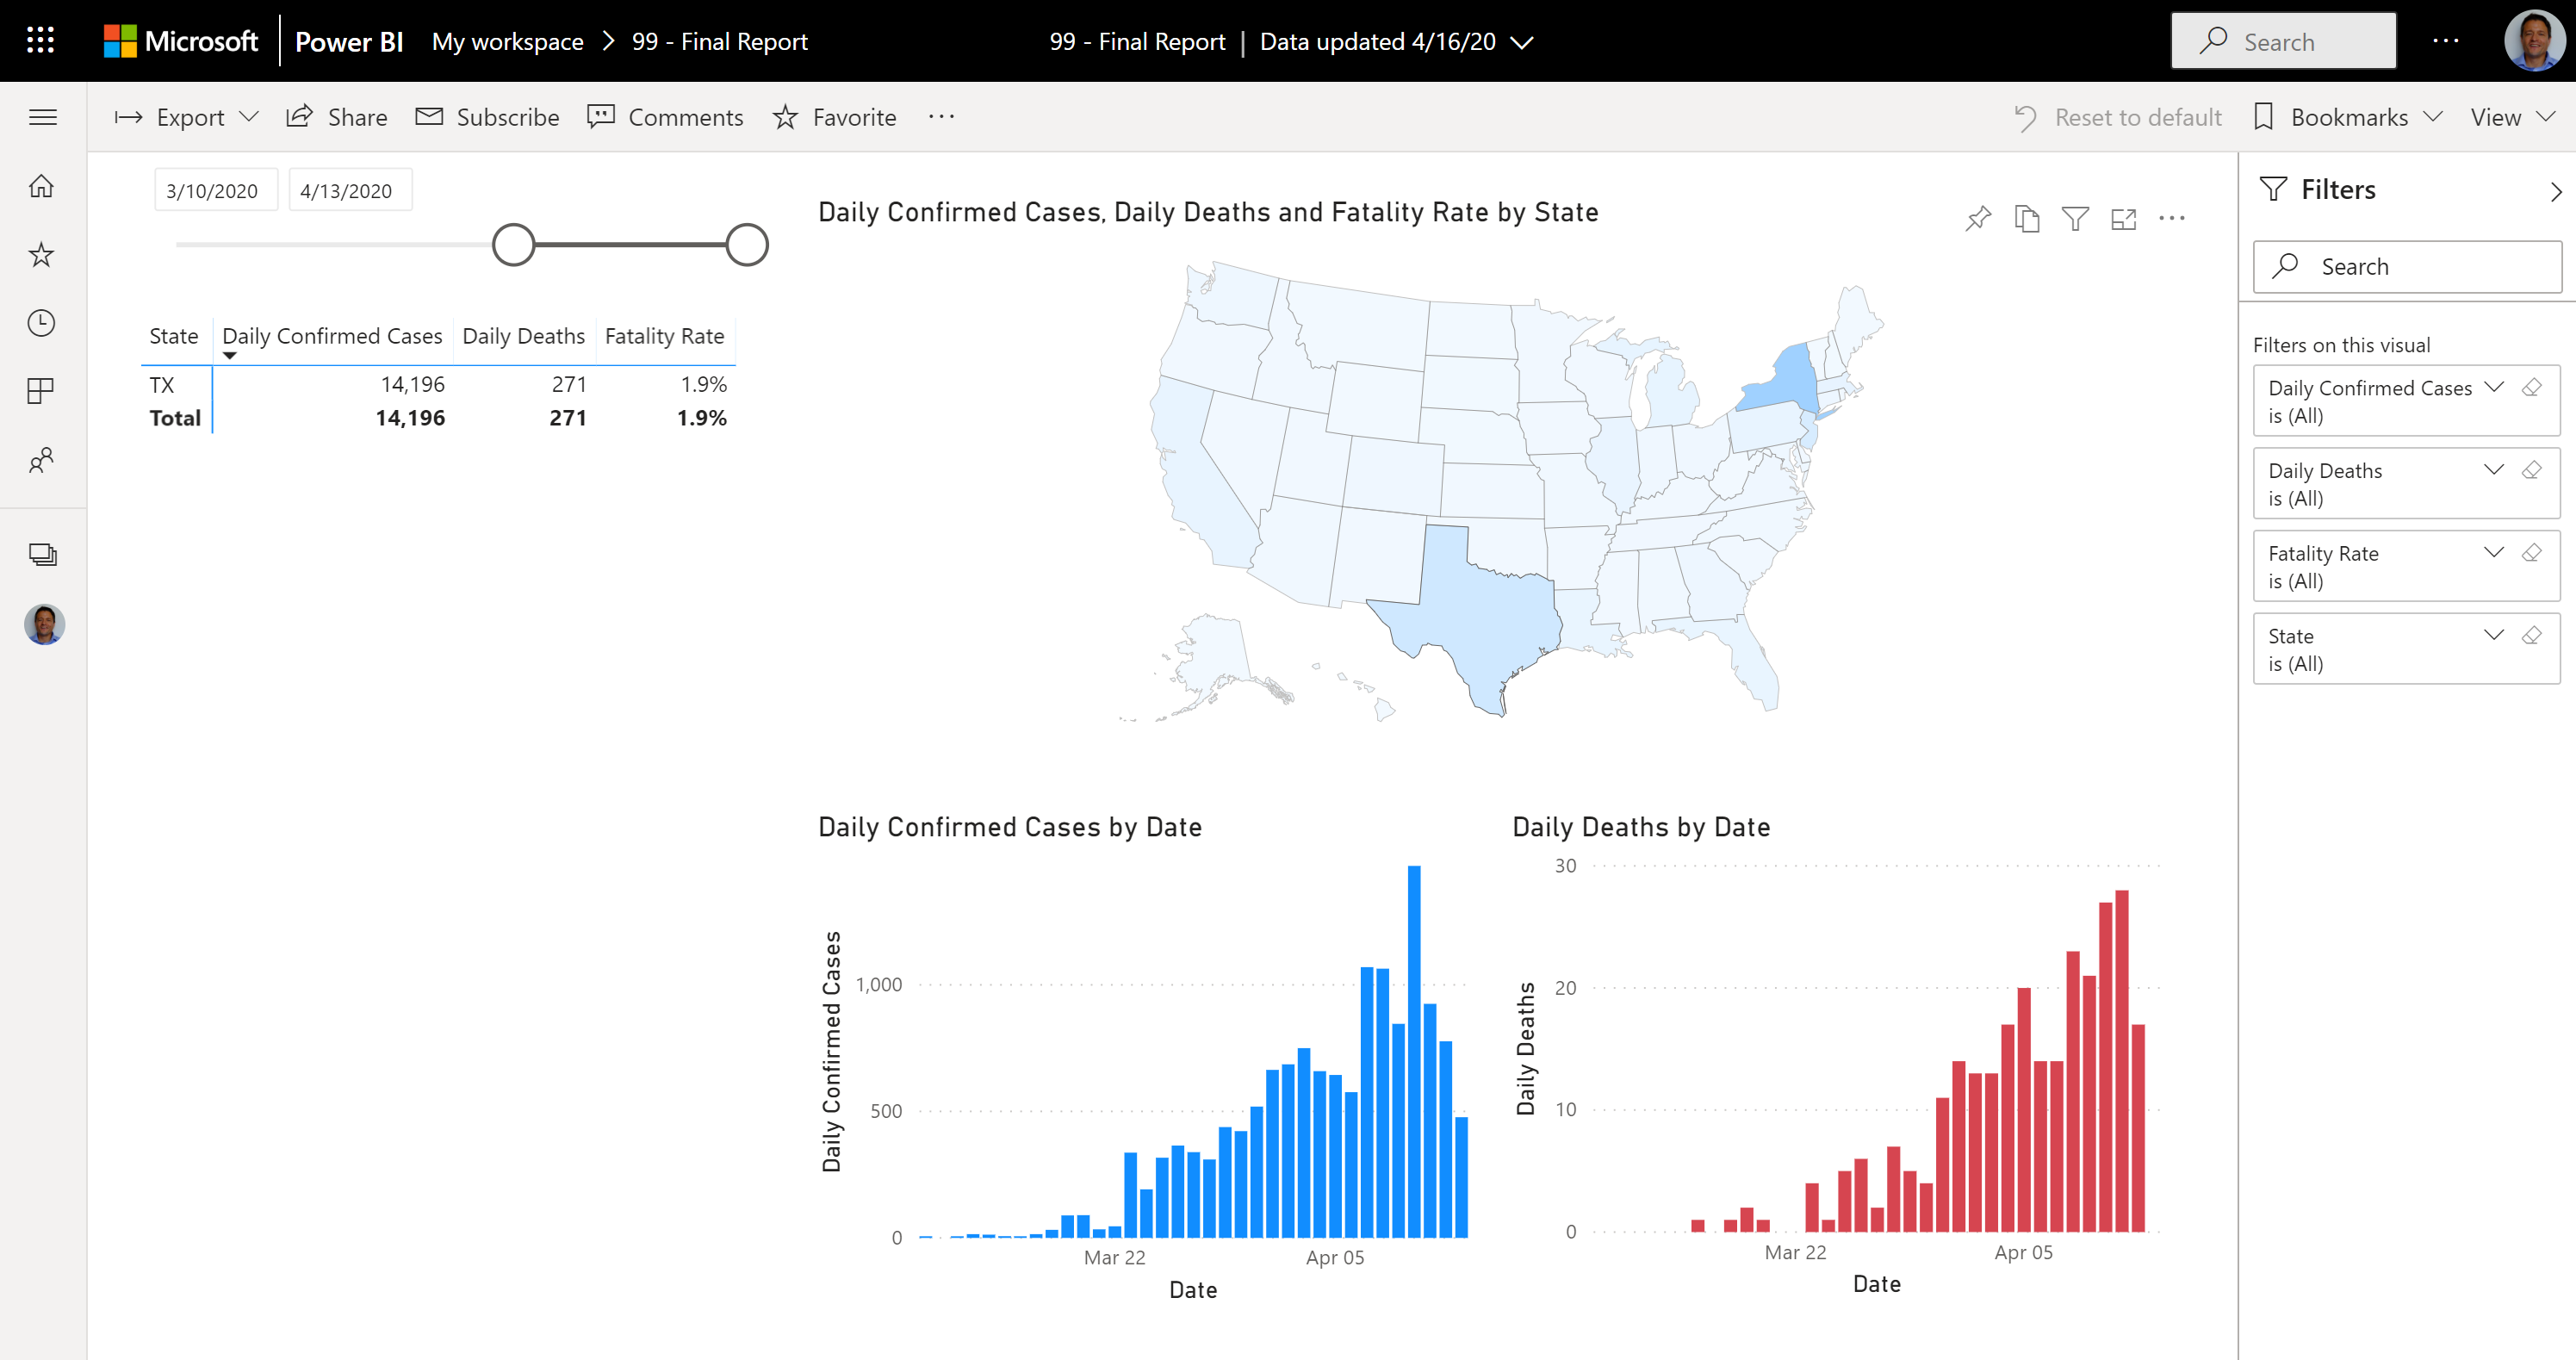 Microsoft Power BI My workspace > 99 - Final Report
99 - Final Report | Data updated 4/16/20
Search
Export Share Subscribe Comments Favorite ...
Reset to default Bookmarks View
3/10/2020 4/13/2020
State Daily Confirmed Cases Daily Deaths Fatality Rate
TX 14,196 271 1.9%
Total 14,196 271 1.9%
Daily Confirmed Cases, Daily Deaths and Fatality Rate by State
Daily Confirmed Cases by Date
Daily Confirmed Cases
1,000
500
0
Mar 22 Apr 05
Date
Daily Deaths by Date
Daily Deaths
30
20
10
0
Mar 22 Apr 05
Date
Filters
Search
Filters on this visual
Daily Confirmed Cases
is (All)
Daily Deaths
is (All)
Fatality Rate
is (All)
State
is (All)